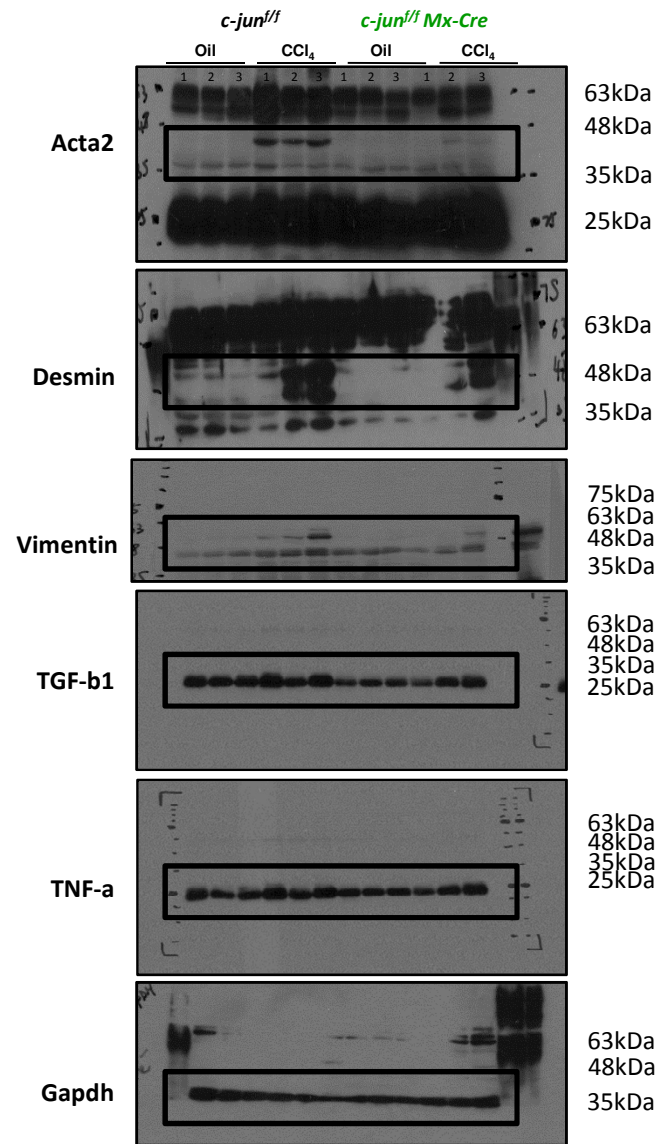 c-jun^f/f c-jun^f/f Mx-Cre
Oil CCl₄ Oil CCl₄
1 2 3 1 2 3 1 2 3 1 2 3
Acta2
63kDa
48kDa
35kDa
25kDa
Desmin
63kDa
48kDa
35kDa
Vimentin
75kDa
63kDa
48kDa
35kDa
TGF-b1
63kDa
48kDa
35kDa
25kDa
TNF-a
63kDa
48kDa
35kDa
25kDa
Gapdh
63kDa
48kDa
35kDa